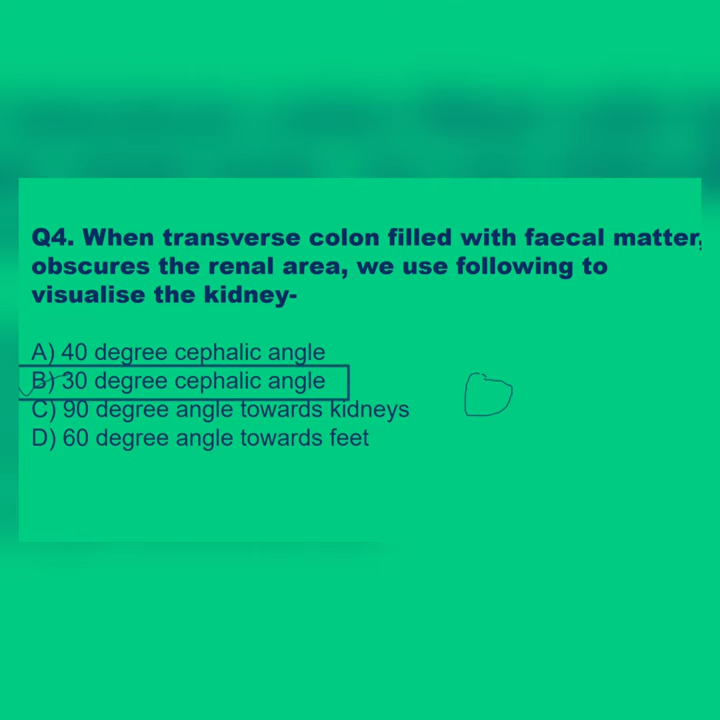 Q4. When transverse colon filled with faecal matter,
obscures the renal area, we use following to
visualise the kidney-
A) 40 degree cephalic angle
B) 30 degree cephalic angle
C) 90 degree angle towards kidneys
D) 60 degree angle towards feet